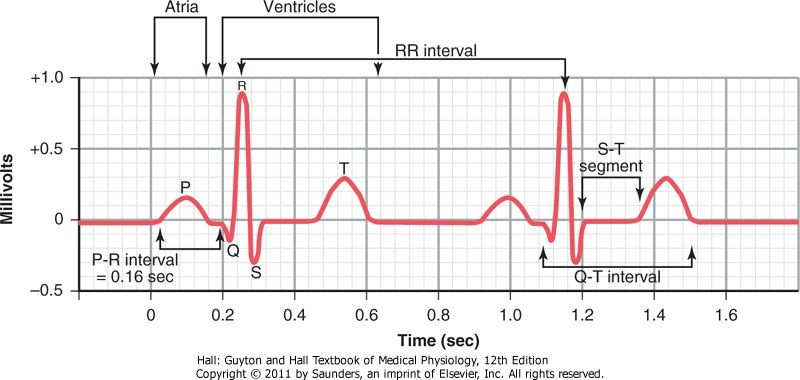 Atria
Ventricles
RR interval
+1.0
R
+0.5
Millivolts
S-T
segment
P
T
0
Q
P-R interval
= 0.16 sec
S
Q-T interval
−0.5
0 0.2 0.4 0.6 0.8 1.0 1.2 1.4 1.6
Time (sec)
Hall: Guyton and Hall Textbook of Medical Physiology, 12th Edition
Copyright © 2011 by Saunders, an imprint of Elsevier, Inc. All rights reserved.